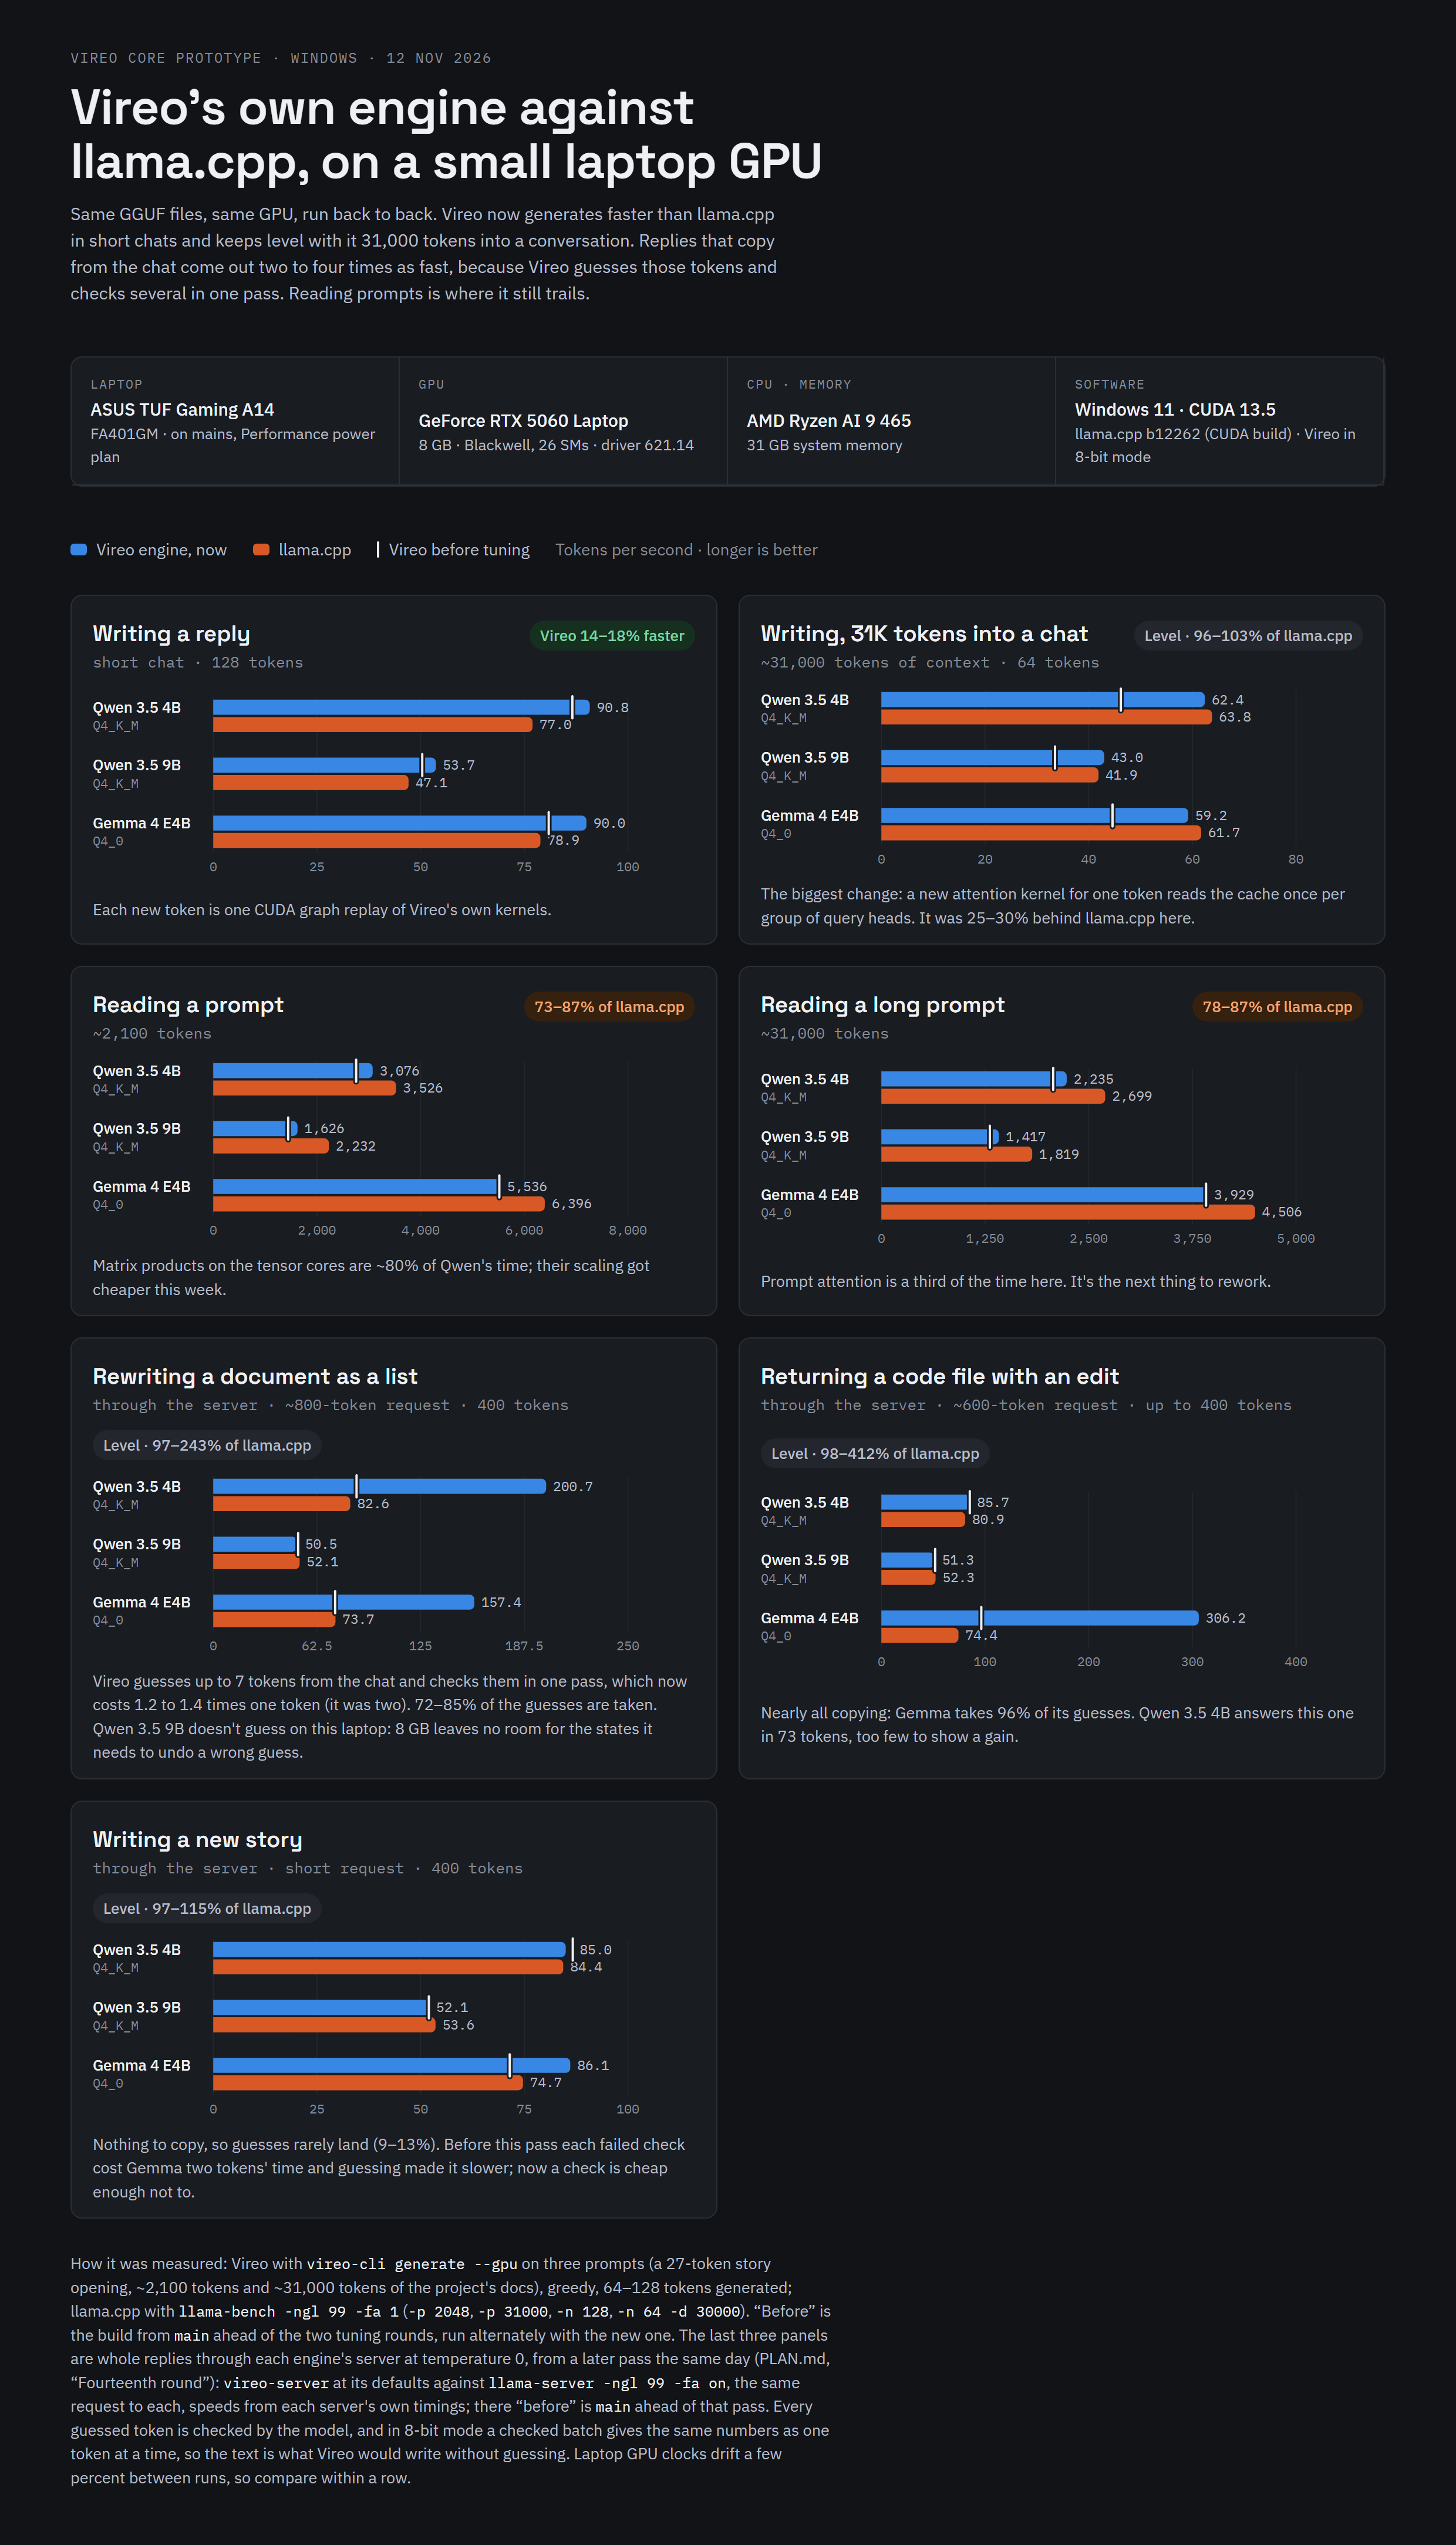 VIREO CORE PROTOTYPE · WINDOWS · 12 NOV 2026
Vireo’s own engine against
llama.cpp, on a small laptop GPU
Same GGUF files, same GPU, run back to back. Vireo now generates faster than llama.cpp
in short chats and keeps level with it 31,000 tokens into a conversation. Replies that copy
from the chat come out two to four times as fast, because Vireo guesses those tokens and
checks several in one pass. Reading prompts is where it still trails.
LAPTOP
ASUS TUF Gaming A14
FA401GM · on mains, Performance power
plan
GPU
GeForce RTX 5060 Laptop
8 GB · Blackwell, 26 SMs · driver 621.14
CPU · MEMORY
AMD Ryzen AI 9 465
31 GB system memory
SOFTWARE
Windows 11 · CUDA 13.5
llama.cpp b12262 (CUDA build) · Vireo in
8-bit mode
Vireo engine, now
llama.cpp
Vireo before tuning
Tokens per second · longer is better
Writing a reply
Vireo 14–18% faster
short chat · 128 tokens
Qwen 3.5 4B
Q4_K_M
90.8
77.0
Qwen 3.5 9B
Q4_K_M
53.7
47.1
Gemma 4 E4B
Q4_0
90.0
78.9
0 25 50 75 100
Each new token is one CUDA graph replay of Vireo's own kernels.
Writing, 31K tokens into a chat
Level · 96–103% of llama.cpp
~31,000 tokens of context · 64 tokens
Qwen 3.5 4B
Q4_K_M
62.4
63.8
Qwen 3.5 9B
Q4_K_M
43.0
41.9
Gemma 4 E4B
Q4_0
59.2
61.7
0 20 40 60 80
The biggest change: a new attention kernel for one token reads the cache once per
group of query heads. It was 25–30% behind llama.cpp here.
Reading a prompt
73–87% of llama.cpp
~2,100 tokens
Qwen 3.5 4B
Q4_K_M
3,076
3,526
Qwen 3.5 9B
Q4_K_M
1,626
2,232
Gemma 4 E4B
Q4_0
5,536
6,396
0 2,000 4,000 6,000 8,000
Matrix products on the tensor cores are ~80% of Qwen's time; their scaling got
cheaper this week.
Reading a long prompt
78–87% of llama.cpp
~31,000 tokens
Qwen 3.5 4B
Q4_K_M
2,235
2,699
Qwen 3.5 9B
Q4_K_M
1,417
1,819
Gemma 4 E4B
Q4_0
3,929
4,506
0 1,250 2,500 3,750 5,000
Prompt attention is a third of the time here. It's the next thing to rework.
Rewriting a document as a list
through the server · ~800-token request · 400 tokens
Level · 97–243% of llama.cpp
Qwen 3.5 4B
Q4_K_M
200.7
82.6
Qwen 3.5 9B
Q4_K_M
50.5
52.1
Gemma 4 E4B
Q4_0
157.4
73.7
0 62.5 125 187.5 250
Vireo guesses up to 7 tokens from the chat and checks them in one pass, which now
costs 1.2 to 1.4 times one token (it was two). 72–85% of the guesses are taken.
Qwen 3.5 9B doesn't guess on this laptop: 8 GB leaves no room for the states it
needs to undo a wrong guess.
Returning a code file with an edit
through the server · ~600-token request · up to 400 tokens
Level · 98–412% of llama.cpp
Qwen 3.5 4B
Q4_K_M
85.7
80.9
Qwen 3.5 9B
Q4_K_M
51.3
52.3
Gemma 4 E4B
Q4_0
306.2
74.4
0 100 200 300 400
Nearly all copying: Gemma takes 96% of its guesses. Qwen 3.5 4B answers this one
in 73 tokens, too few to show a gain.
Writing a new story
through the server · short request · 400 tokens
Level · 97–115% of llama.cpp
Qwen 3.5 4B
Q4_K_M
85.0
84.4
Qwen 3.5 9B
Q4_K_M
52.1
53.6
Gemma 4 E4B
Q4_0
86.1
74.7
0 25 50 75 100
Nothing to copy, so guesses rarely land (9–13%). Before this pass each failed check
cost Gemma two tokens' time and guessing made it slower; now a check is cheap
enough not to.
How it was measured: Vireo with vireo-cli generate --gpu on three prompts (a 27-token story
opening, ~2,100 tokens and ~31,000 tokens of the project's docs), greedy, 64–128 tokens generated;
llama.cpp with llama-bench -ngl 99 -fa 1 (-p 2048, -p 31000, -n 128, -n 64 -d 30000). “Before” is
the build from main ahead of the two tuning rounds, run alternately with the new one. The last three panels
are whole replies through each engine's server at temperature 0, from a later pass the same day (PLAN.md,
“Fourteenth round”): vireo-server at its defaults against llama-server -ngl 99 -fa on, the same
request to each, speeds from each server's own timings; there “before” is main ahead of that pass. Every
guessed token is checked by the model, and in 8-bit mode a checked batch gives the same numbers as one
token at a time, so the text is what Vireo would write without guessing. Laptop GPU clocks drift a few
percent between runs, so compare within a row.